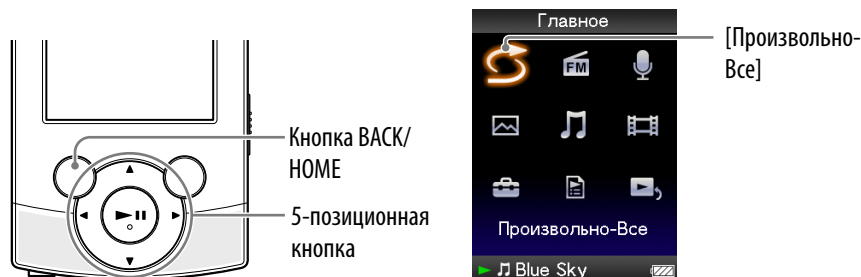 Главное
[Произвольно-
Все]
FM
Кнопка BACK/
HOME
5-позиционная
кнопка
Произвольно-Все
Blue Sky